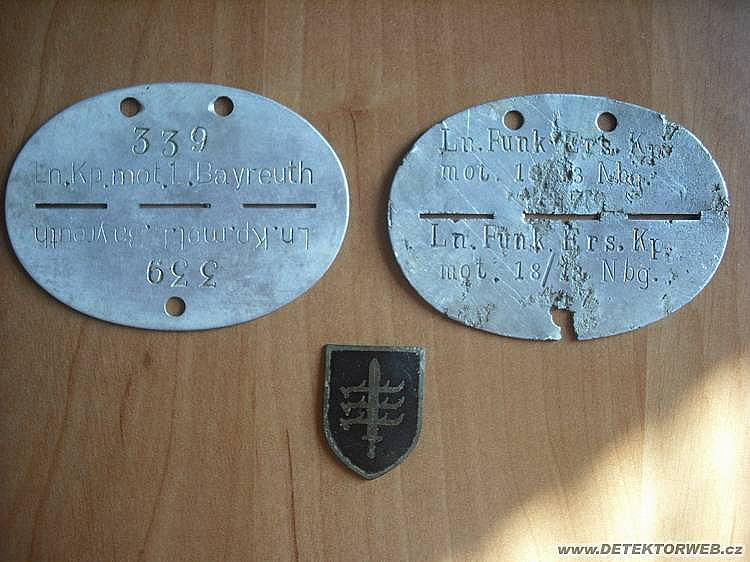 339
Ln.Kp.mot.1.Bayreuth
Ln.Kp.mot.1.Bayreuth
339
Ln.Funk.Ers.Kp.
mot. Nbg.
Ln.Funk.Ers.Kp.
mot. 18/13 Nbg.
www.DETEKTORWEB.cz